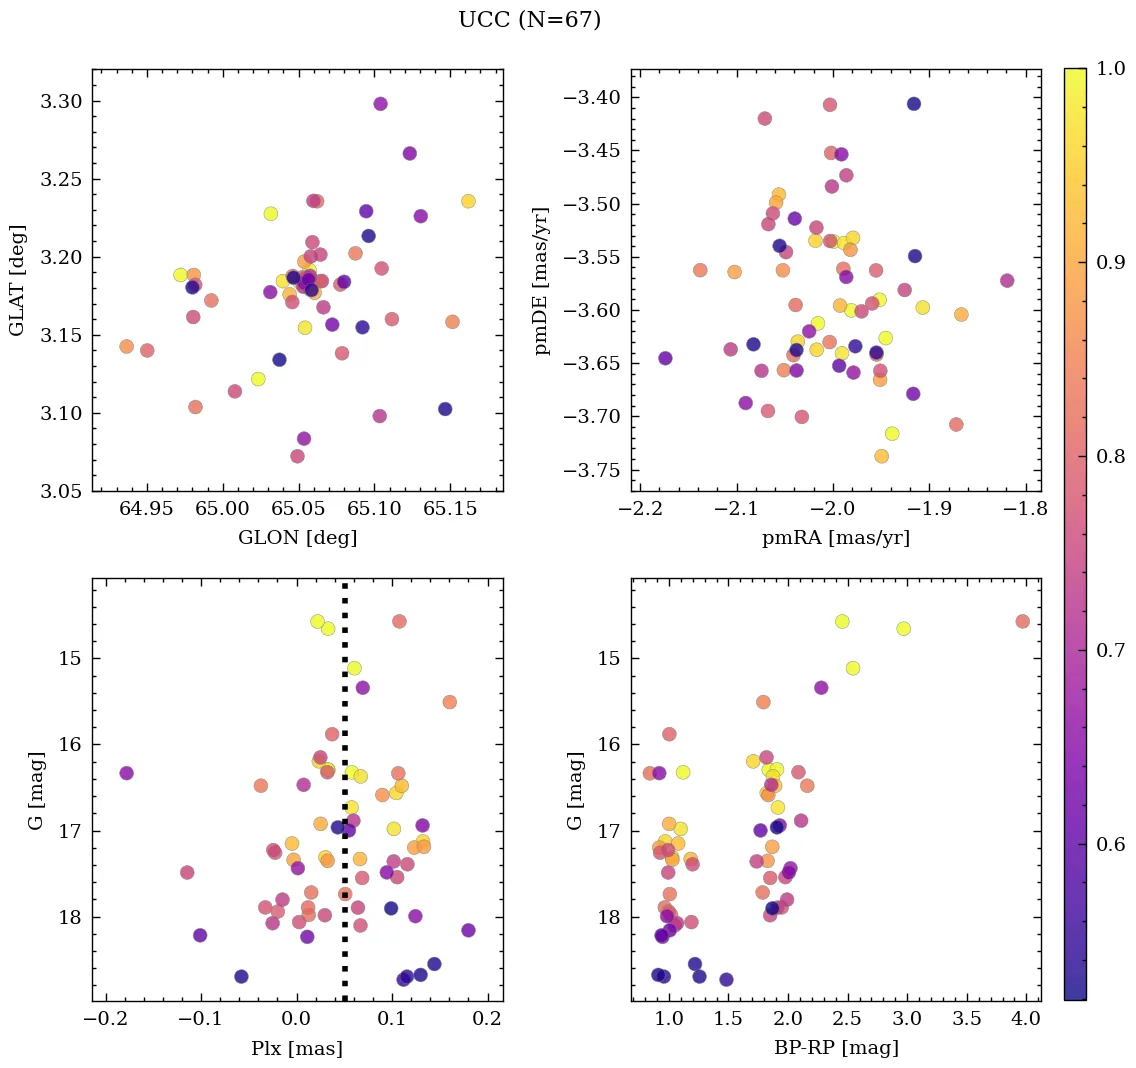 UCC (N=67)
3.30
3.25
3.20
3.15
3.10
3.05
GLAT [deg]
64.95 65.00 65.05 65.10 65.15
GLON [deg]
−3.40
−3.45
−3.50
−3.55
−3.60
−3.65
−3.70
−3.75
pmDE [mas/yr]
−2.2 −2.1 −2.0 −1.9 −1.8
pmRA [mas/yr]
1.0
0.9
0.8
0.7
0.6
15
16
17
18
G [mag]
−0.2 −0.1 0.0 0.1 0.2
Plx [mas]
15
16
17
18
G [mag]
1.0 1.5 2.0 2.5 3.0 3.5 4.0
BP-RP [mag]